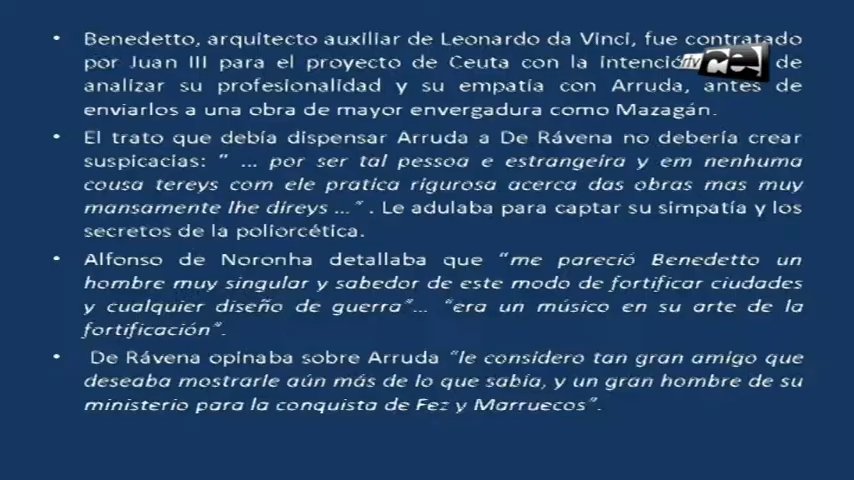 • Benedetto, arquitecto auxiliar de Leonardo da Vinci, fue contratado
por Juan III para el proyecto de Ceuta con la intención de
analizar su profesionalidad y su empatía con Arruda, antes de
enviarlos a una obra de mayor envergadura como Mazagán.
• El trato que debía dispensar Arruda a De Rávena no debería crear
suspicacias: " ... por ser tal pessoa e estrangeira y em nenhuma
cousa tereys com ele pratica rigurosa acerca das obras mas muy
mansamente lhe direys ..." . Le adulaba para captar su simpatía y los
secretos de la poliorcética.
• Alfonso de Noronha detallaba que "me pareció Benedetto un
hombre muy singular y sabedor de este modo de fortificar ciudades
y cualquier diseño de guerra"... "era un músico en su arte de la
fortificación".
• De Rávena opinaba sobre Arruda "le considero tan gran amigo que
deseaba mostrarle aún más de lo que sabía, y un gran hombre de su
ministerio para la conquista de Fez y Marruecos".